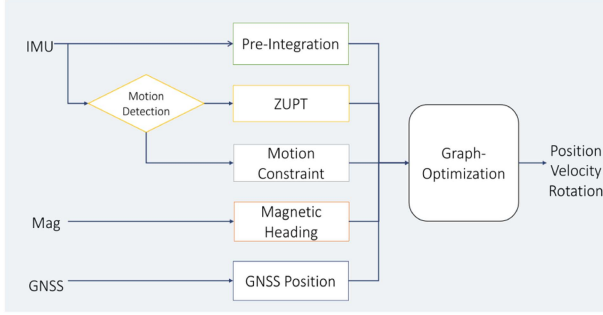 IMU
Pre-Integration
Motion
Detection
ZUPT
Motion
Constraint
Graph-
Optimization
Position
Velocity
Rotation
Mag
Magnetic
Heading
GNSS
GNSS Position